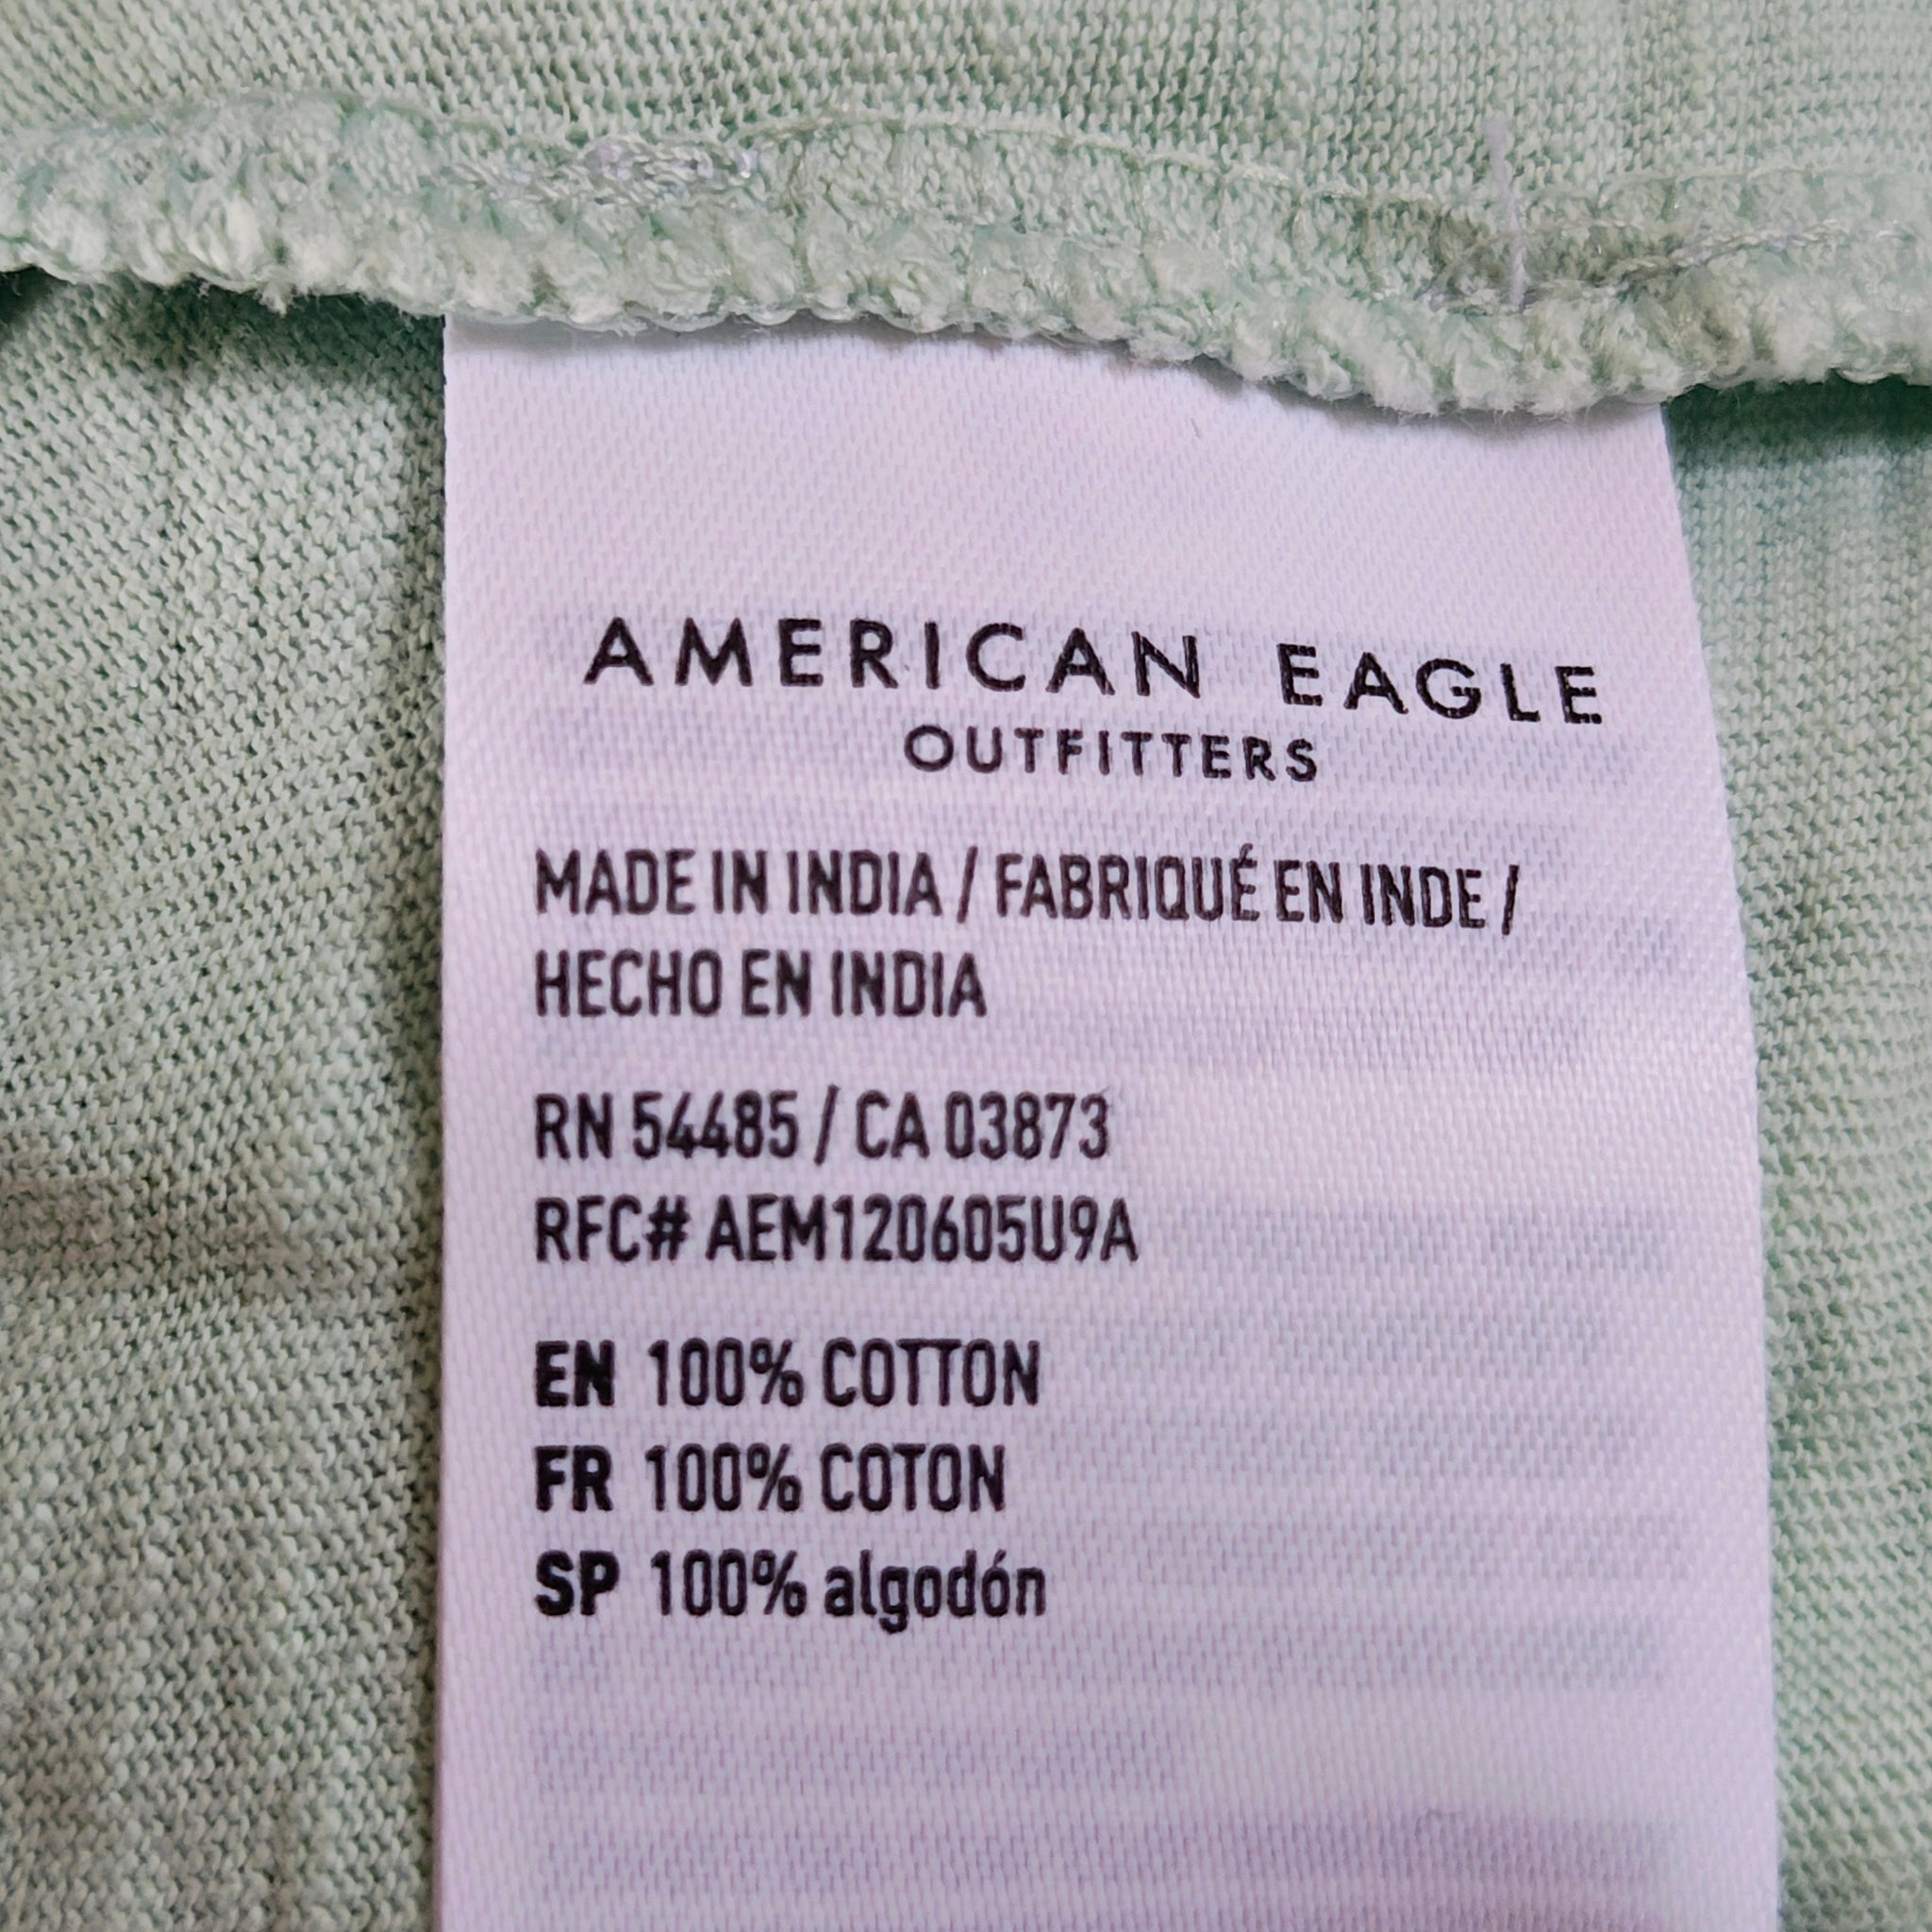 AMERICAN EAGLE
OUTFITTERS
MADE IN INDIA / FABRIQUÉ EN INDE /
HECHO EN INDIA
RN 54485 / CA 03873
RFC# AEM120605U9A
EN 100% COTTON
FR 100% COTON
SP 100% algodón